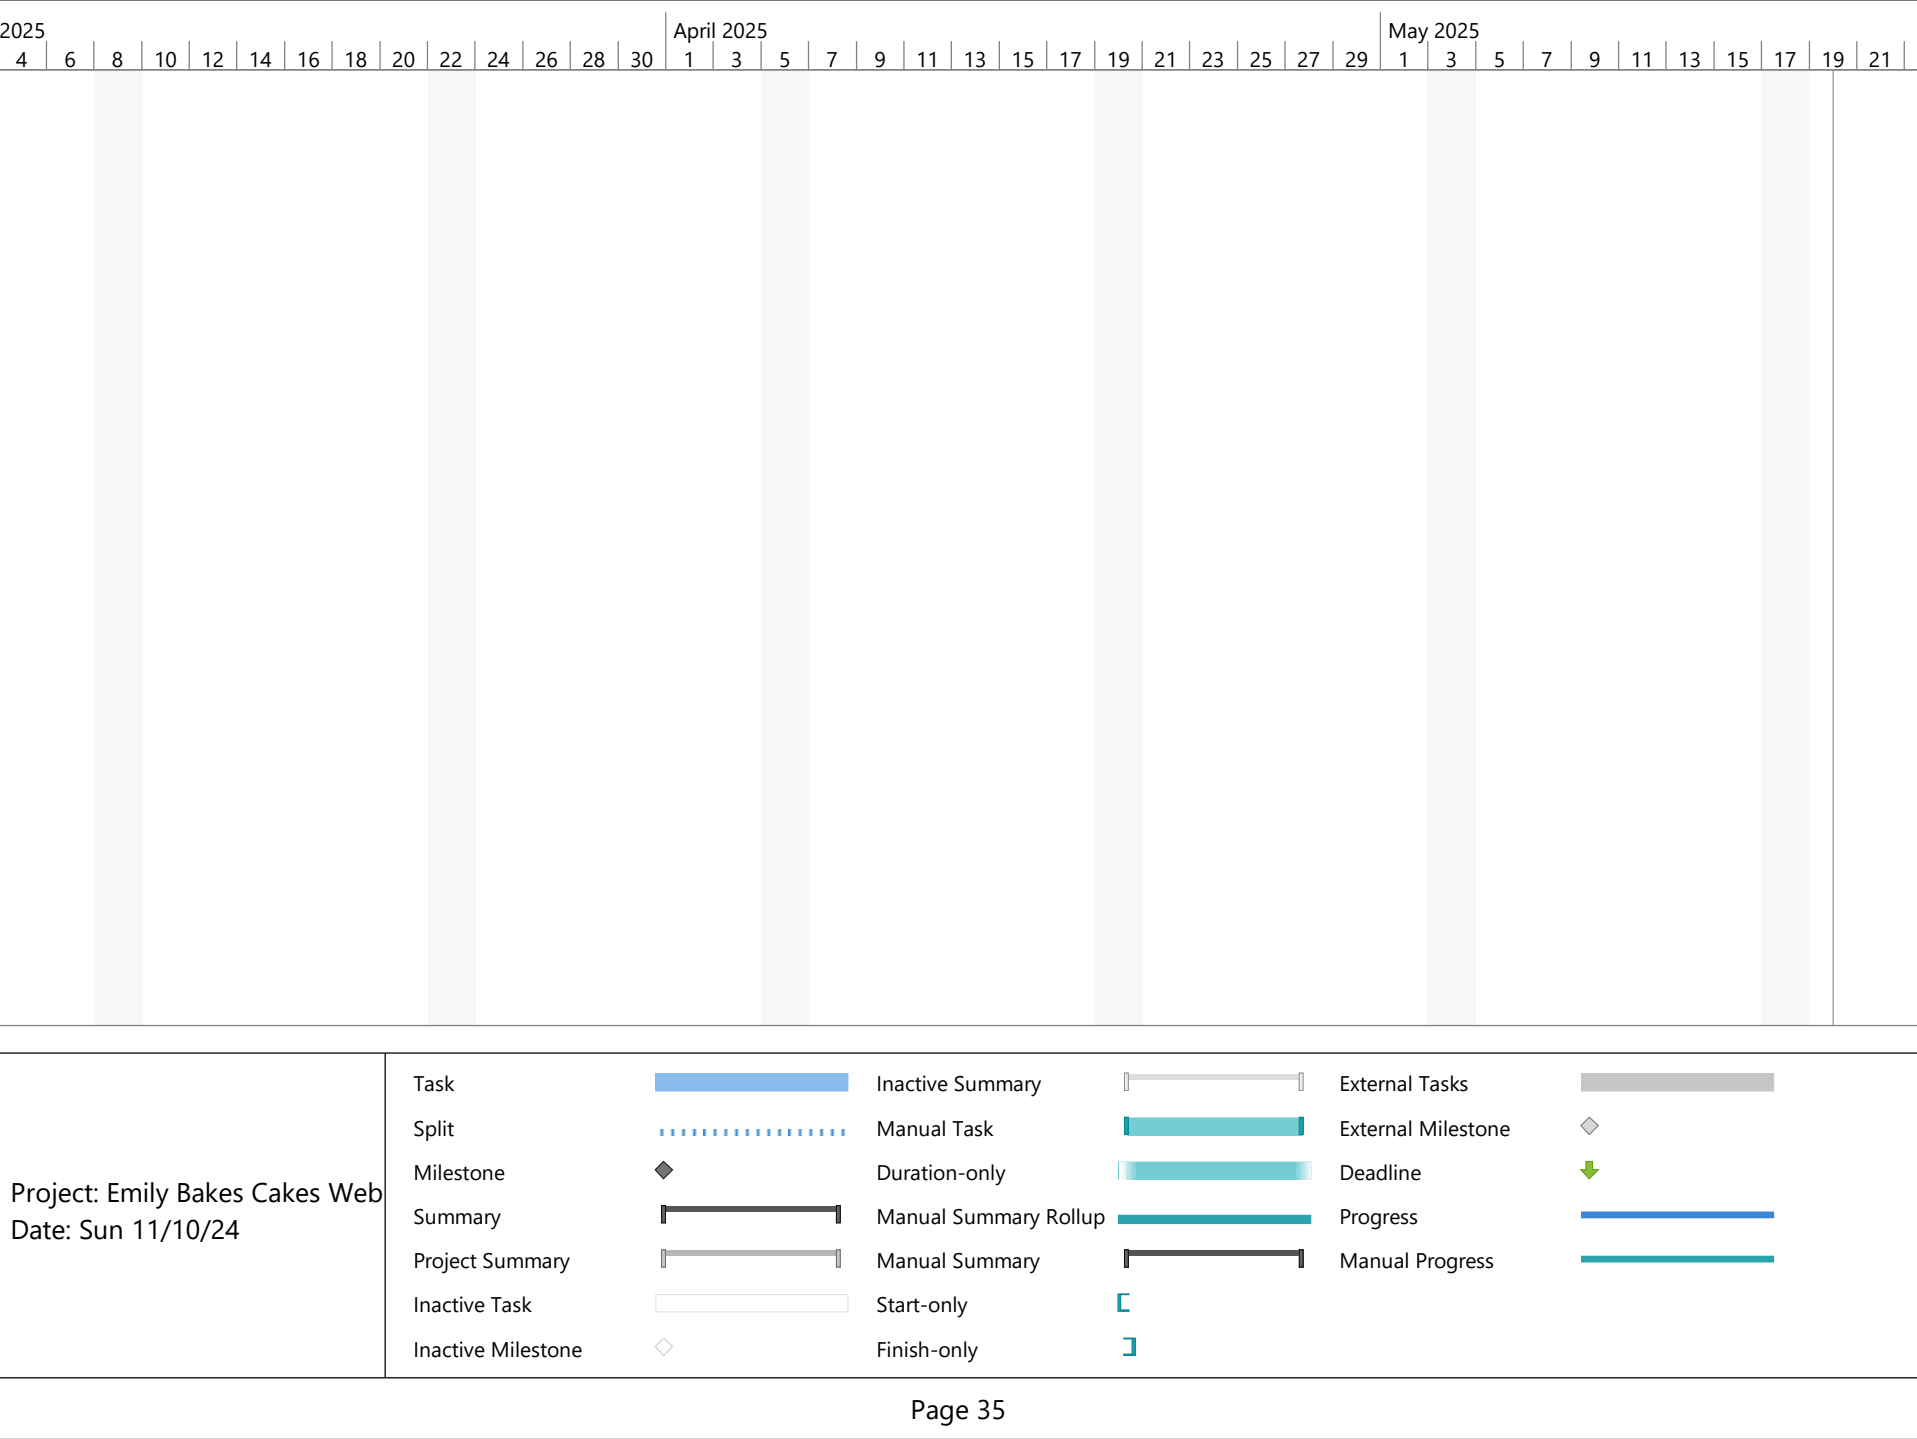 2025 April 2025 May 2025
4 6 8 10 12 14 16 18 20 22 24 26 28 30 1 3 5 7 9 11 13 15 17 19 21 23 25 27 29 1 3 5 7 9 11 13 15 17 19 21
Project: Emily Bakes Cakes Web
Date: Sun 11/10/24
Task
Split
Milestone
Summary
Project Summary
Inactive Task
Inactive Milestone
Inactive Summary
Manual Task
Duration-only
Manual Summary Rollup
Manual Summary
Start-only
Finish-only
External Tasks
External Milestone
Deadline
Progress
Manual Progress
Page 35